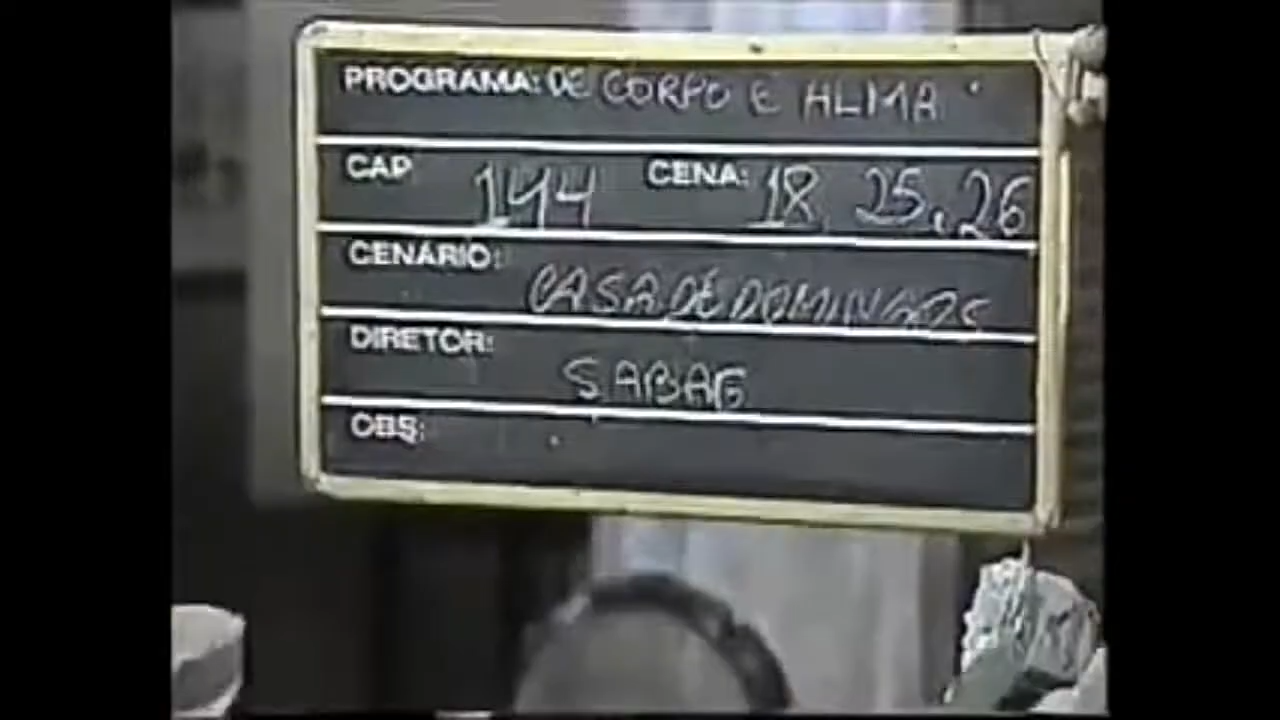 PROGRAMA: DE CORPO E ALMA
CAP 144 CENA: 18, 25, 26
CENÁRIO: CASA DE DOMINGOS
DIRETOR: SABAG
OBS: